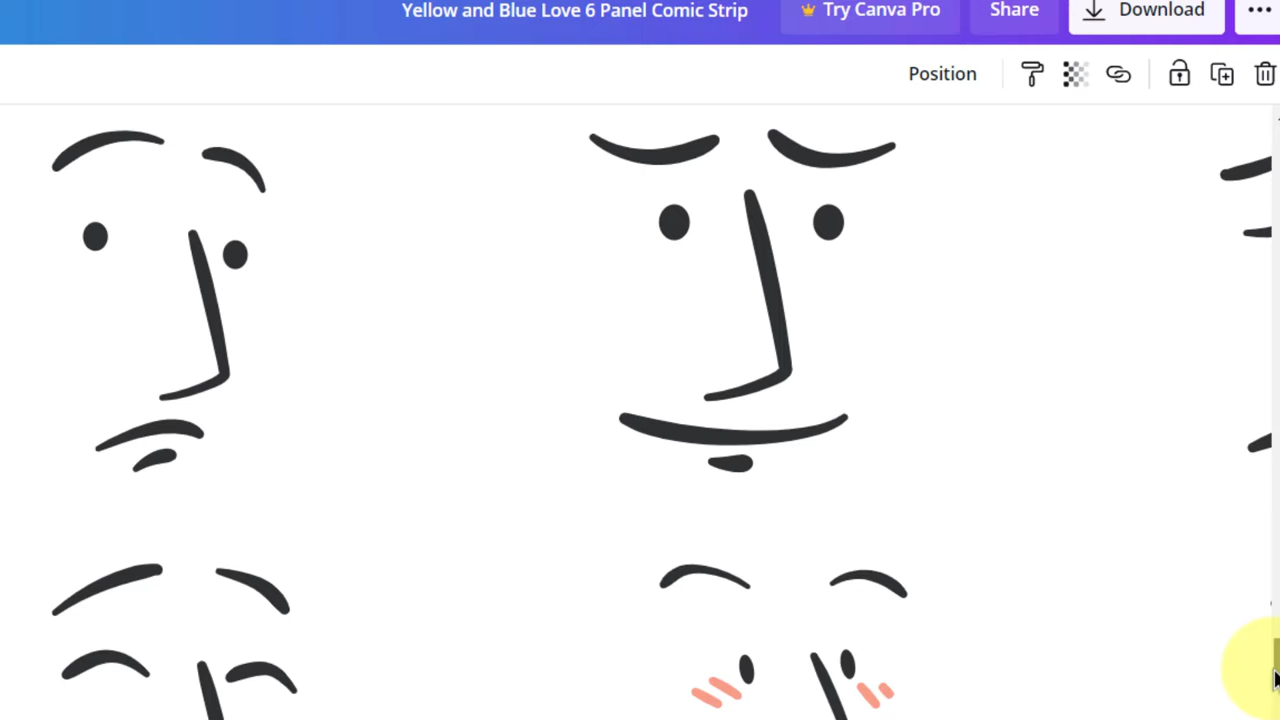 Yellow and Blue Love 6 Panel Comic Strip
Try Canva Pro
Share
Download
Position